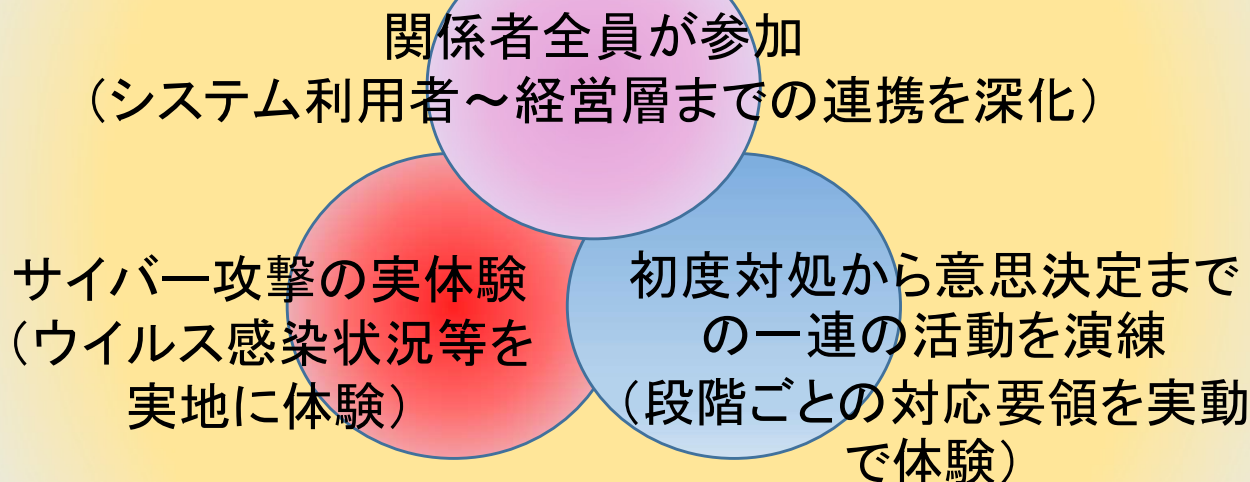 関係者全員が参加
（システム利用者～経営層までの連携を深化）
サイバー攻撃の実体験
（ウイルス感染状況等を
実地に体験）
初度対処から意思決定まで
の一連の活動を演練
（段階ごとの対応要領を実動
で体験）